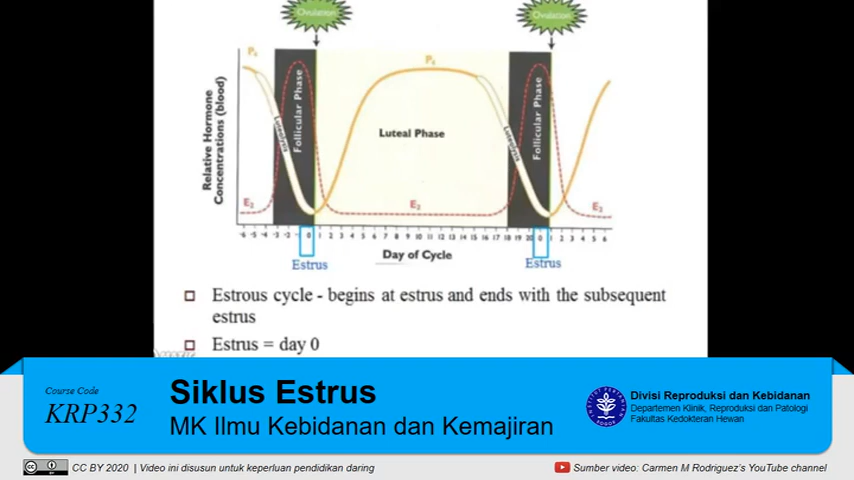 Ovulation
Ovulation
P₄
P₄
Relative Hormone
Concentrations (blood)
Luteolysis
Follicular Phase
Luteal Phase
Luteolysis
Follicular Phase
E₂
E₂
E₂
-6 -5 -4 -3 -2 -1 0 1 2 3 4 5 6 7 8 9 10 11 12 13 14 15 16 17 18 19 20 0 1 2 3 4 5 6
Day of Cycle
Estrus
Estrus
Estrous cycle - begins at estrus and ends with the subsequent
estrus
Estrus = day 0
Course Code
KRP332
Siklus Estrus
MK Ilmu Kebidanan dan Kemajiran
Divisi Reproduksi dan Kebidanan
Departemen Klinik, Reproduksi dan Patologi
Fakultas Kedokteran Hewan
CC BY 2020 | Video ini disusun untuk keperluan pendidikan daring
Sumber video: Carmen M Rodriguez's YouTube channel